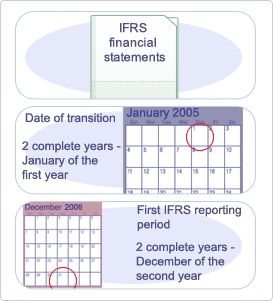 IFRS
financial
statements
Date of transition
2 complete years -
January of the
first year
January 2005
December 2006
First IFRS reporting
period
2 complete years -
December of the
second year